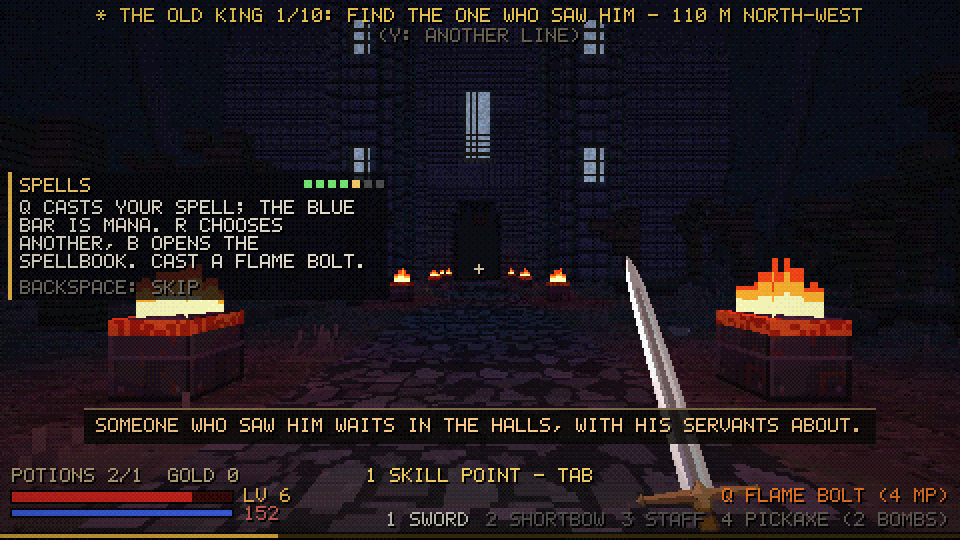 * THE OLD KING 1/10: FIND THE ONE WHO SAW HIM - 110 M NORTH-WEST
(Y: ANOTHER LINE)
SPELLS
Q CASTS YOUR SPELL; THE BLUE
BAR IS MANA. R CHOOSES
ANOTHER, B OPENS THE
SPELLBOOK. CAST A FLAME BOLT.
BACKSPACE: SKIP
SOMEONE WHO SAW HIM WAITS IN THE HALLS, WITH HIS SERVANTS ABOUT.
POTIONS 2/1 GOLD 0
1 SKILL POINT - TAB
LV 6
152
Q FLAME BOLT (4 MP)
1 SWORD 2 SHORTBOW 3 STAFF 4 PICKAXE (2 BOMBS)